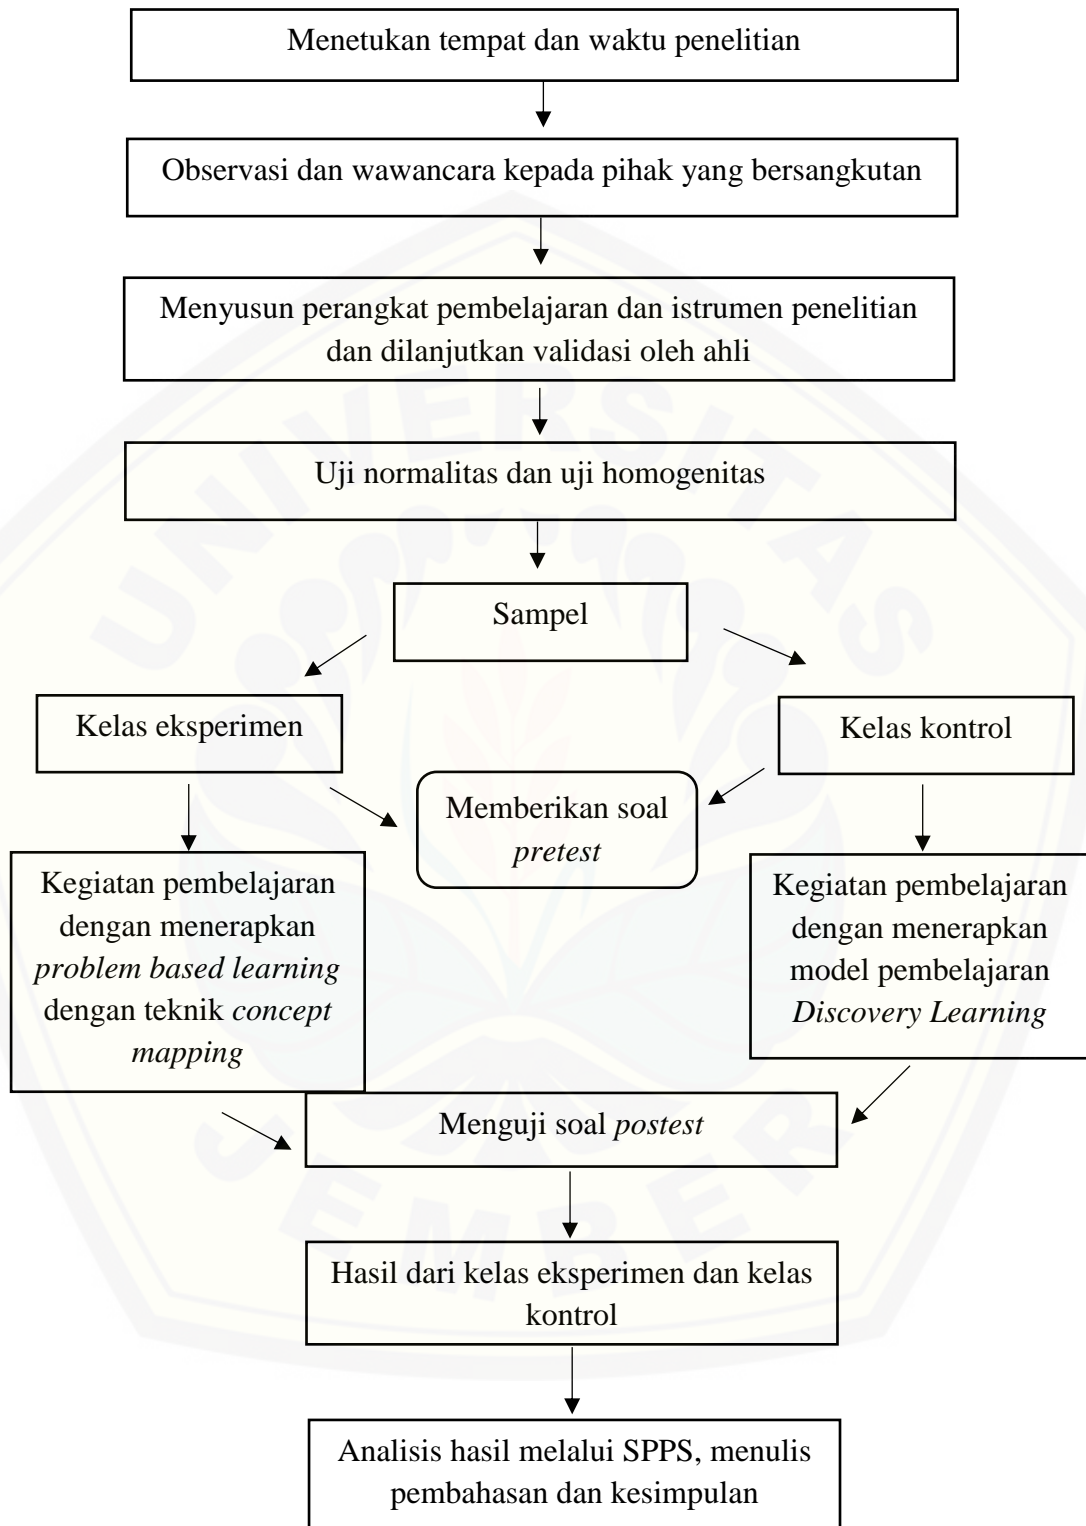 Menetukan tempat dan waktu penelitian
Observasi dan wawancara kepada pihak yang bersangkutan
Menyusun perangkat pembelajaran dan istrumen penelitian
dan dilanjutkan validasi oleh ahli
Uji normalitas dan uji homogenitas
Sampel
Kelas eksperimen
Kelas kontrol
Memberikan soal
pretest
Kegiatan pembelajaran
dengan menerapkan
problem based learning
dengan teknik concept
mapping
Kegiatan pembelajaran
dengan menerapkan
model pembelajaran
Discovery Learning
Menguji soal postest
Hasil dari kelas eksperimen dan kelas
kontrol
Analisis hasil melalui SPPS, menulis
pembahasan dan kesimpulan
UNIVERSITAS
JEMBER